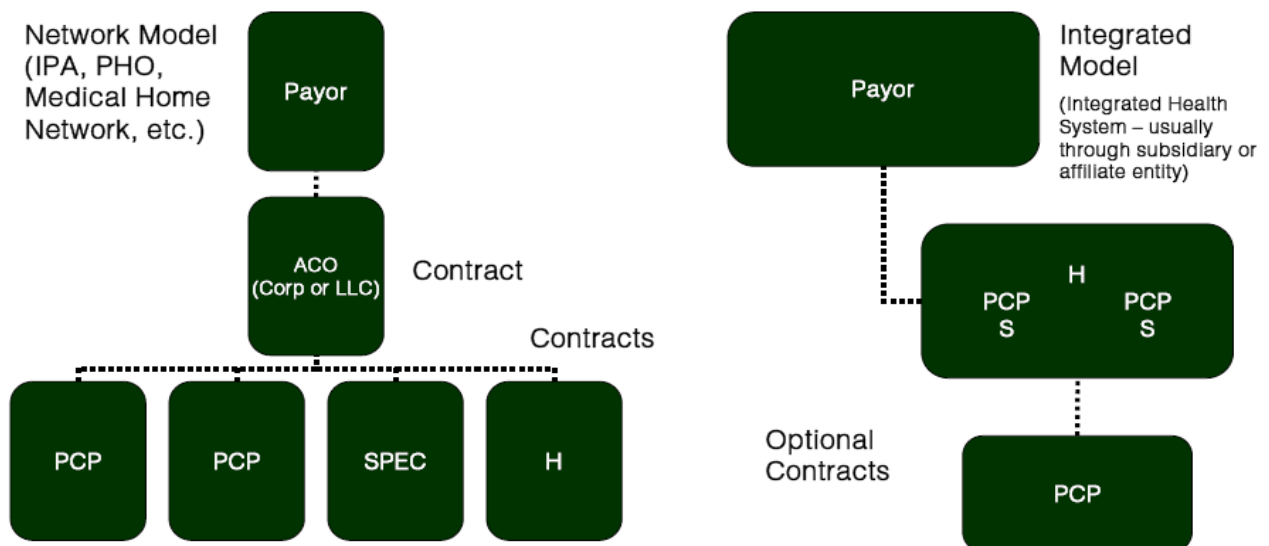 Network Model
(IPA, PHO,
Medical Home
Network, etc.)
Payor
ACO
(Corp or LLC)
Contract
Contracts
PCP
PCP
SPEC
H
Payor
Integrated
Model
(Integrated Health
System – usually
through subsidiary or
affiliate entity)
H
PCP
S
PCP
S
Optional
Contracts
PCP